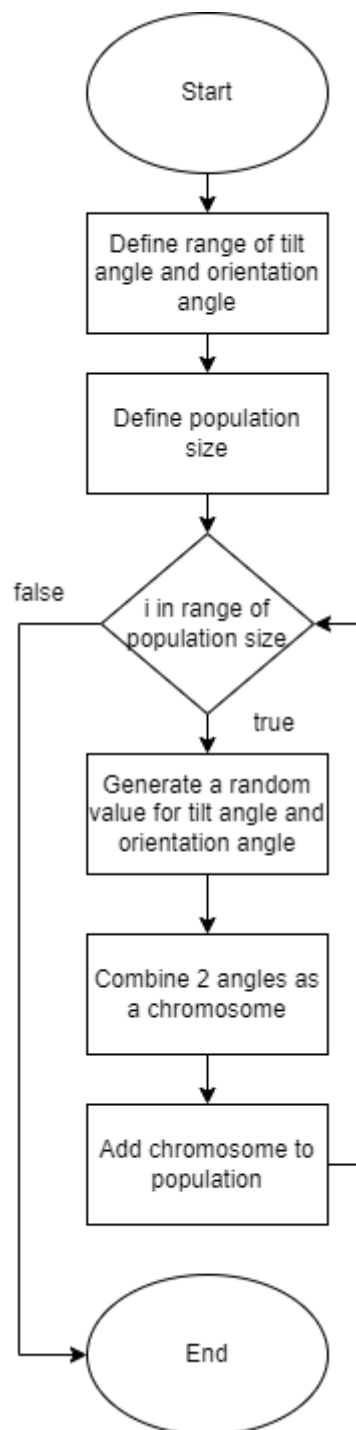 Start
Define range of tilt
angle and orientation
angle
Define population
size
false
i in range of
population size
true
Generate a random
value for tilt angle and
orientation angle
Combine 2 angles as
a chromosome
Add chromosome to
population
End